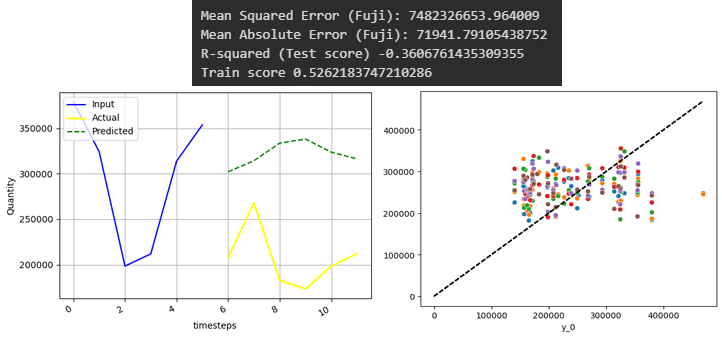 Mean Squared Error (Fuji): 7482326653.964009
Mean Absolute Error (Fuji): 71941.79105438752
R-squared (Test score) -0.3606761435309355
Train score 0.5262183747210286
Input
Actual
Predicted
350000
300000
250000
200000
Quantity
0
2
4
6
8
10
timesteps
400000
300000
200000
100000
0
0
100000
200000
300000
400000
y_0